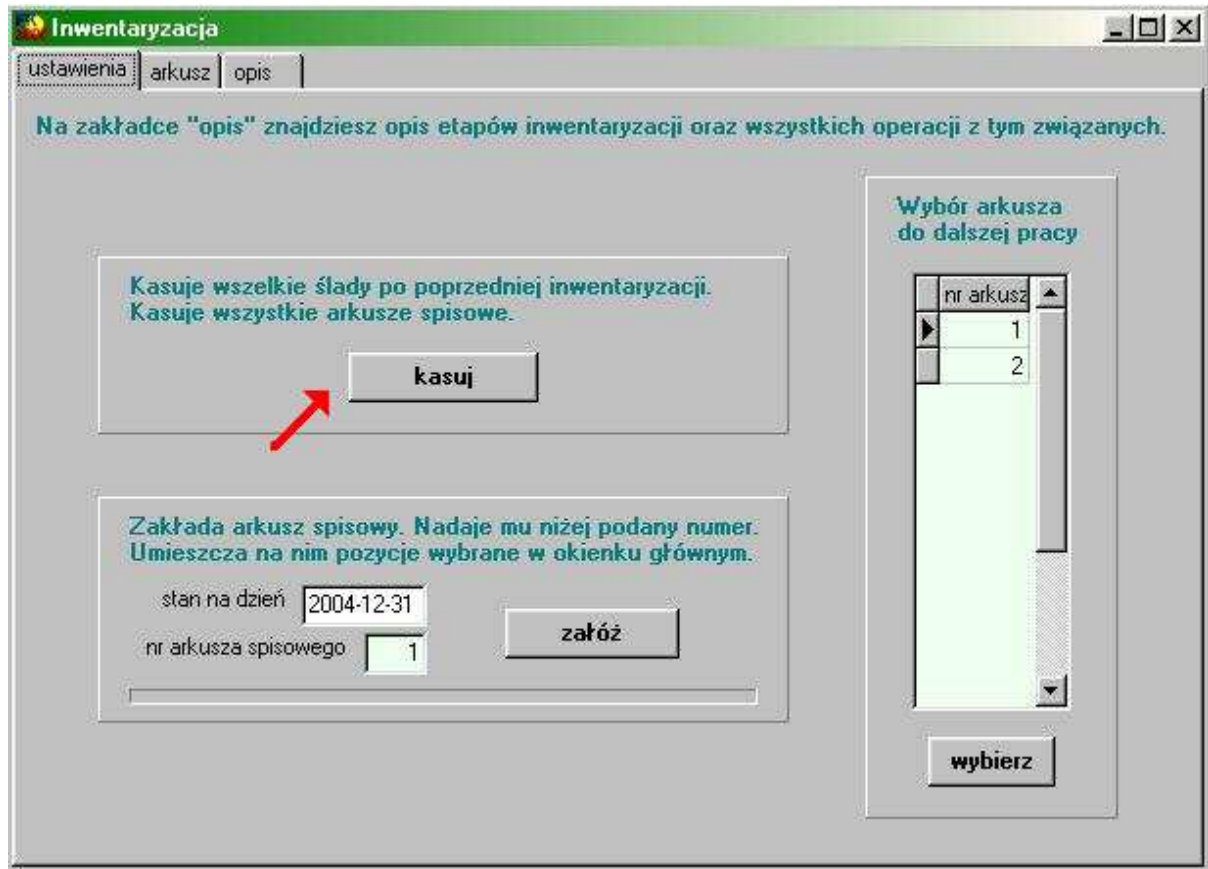 Inwentaryzacja
ustawienia arkusz opis
Na zakładce "opis" znajdziesz opis etapów inwentaryzacji oraz wszystkich operacji z tym związanych.
Kasuje wszelkie ślady po poprzedniej inwentaryzacji.
Kasuje wszystkie arkusze spisowe.
kasuj
Zakłada arkusz spisowy. Nadaje mu niżej podany numer.
Umieszcza na nim pozycje wybrane w okienku głównym.
stan na dzień 2004-12-31
nr arkusza spisowego 1
załóż
Wybór arkusza
do dalszej pracy
nr arkusz
1
2
wybierz